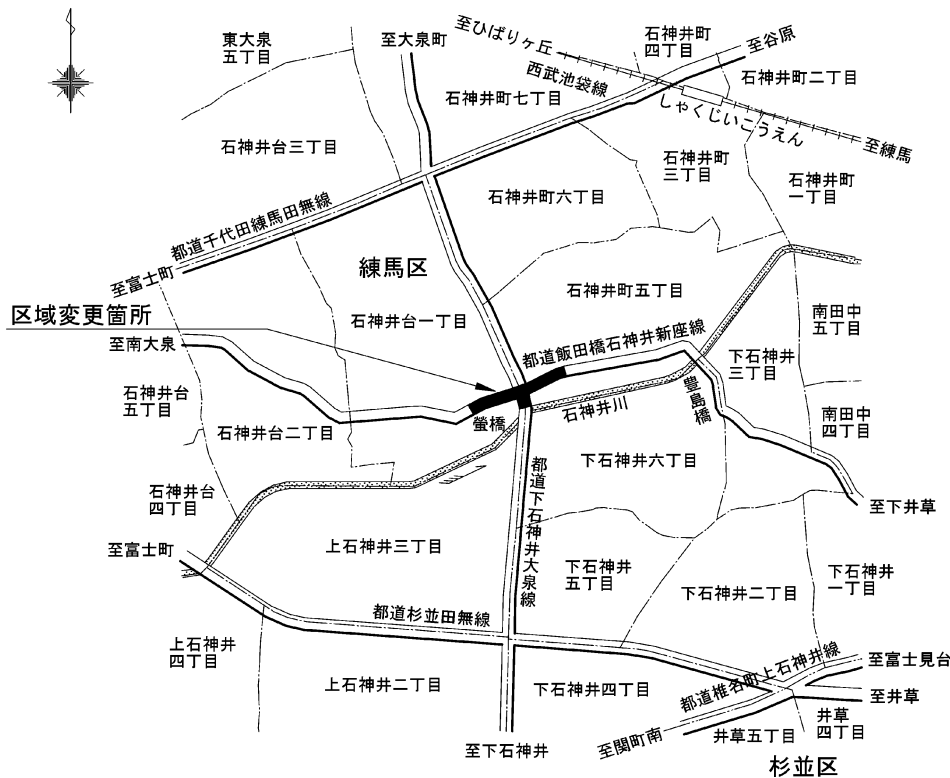 東大泉
五丁目
至大泉町
至ひばりヶ丘
石神井町
四丁目
至谷原
西武池袋線
石神井町二丁目
石神井町七丁目
しゃくじいこうえん
至練馬
石神井台三丁目
石神井町
三丁目
石神井町
一丁目
石神井町六丁目
都道千代田練馬田無線
至富士町
練馬区
石神井町五丁目
区域変更箇所
石神井台一丁目
南田中
五丁目
至南大泉
都道飯田橋石神井新座線
下石神井
三丁目
石神井台
五丁目
豊島橋
石神井川
南田中
四丁目
螢橋
石神井台二丁目
下石神井六丁目
都道下石神井大泉線
石神井台
四丁目
至下井草
至富士町
上石神井三丁目
下石神井
五丁目
下石神井二丁目
下石神井
一丁目
都道杉並田無線
上石神井
四丁目
至富士見台
上石神井二丁目
下石神井四丁目
都道椎名町上石神井線
至井草
至下石神井
至関町南
井草五丁目
井草
四丁目
杉並区